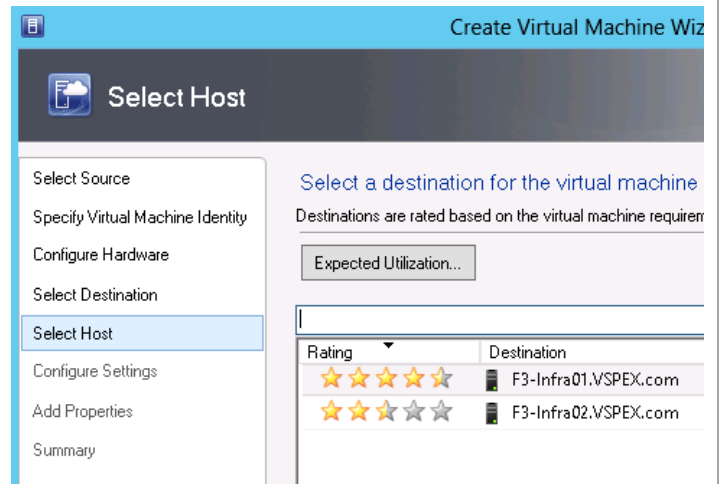 Create Virtual Machine Wiz
Select Host
Select Source
Specify Virtual Machine Identity
Configure Hardware
Select Destination
Select Host
Configure Settings
Add Properties
Summary
Select a destination for the virtual machine
Destinations are rated based on the virtual machine requirem
Expected Utilization...
Rating Destination
F3-Infra01.VSPEX.com
F3-Infra02.VSPEX.com